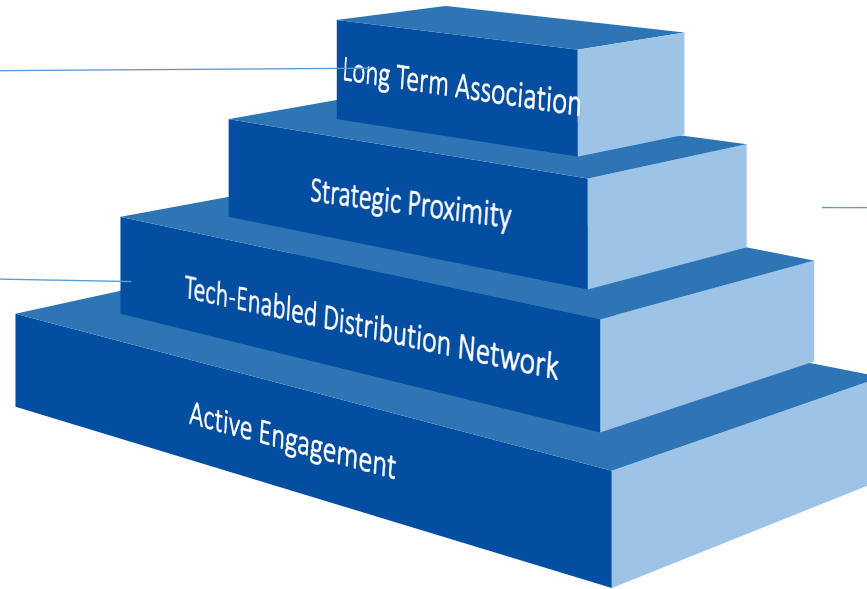 Long Term Association
Strategic Proximity
Tech-Enabled Distribution Network
Active Engagement